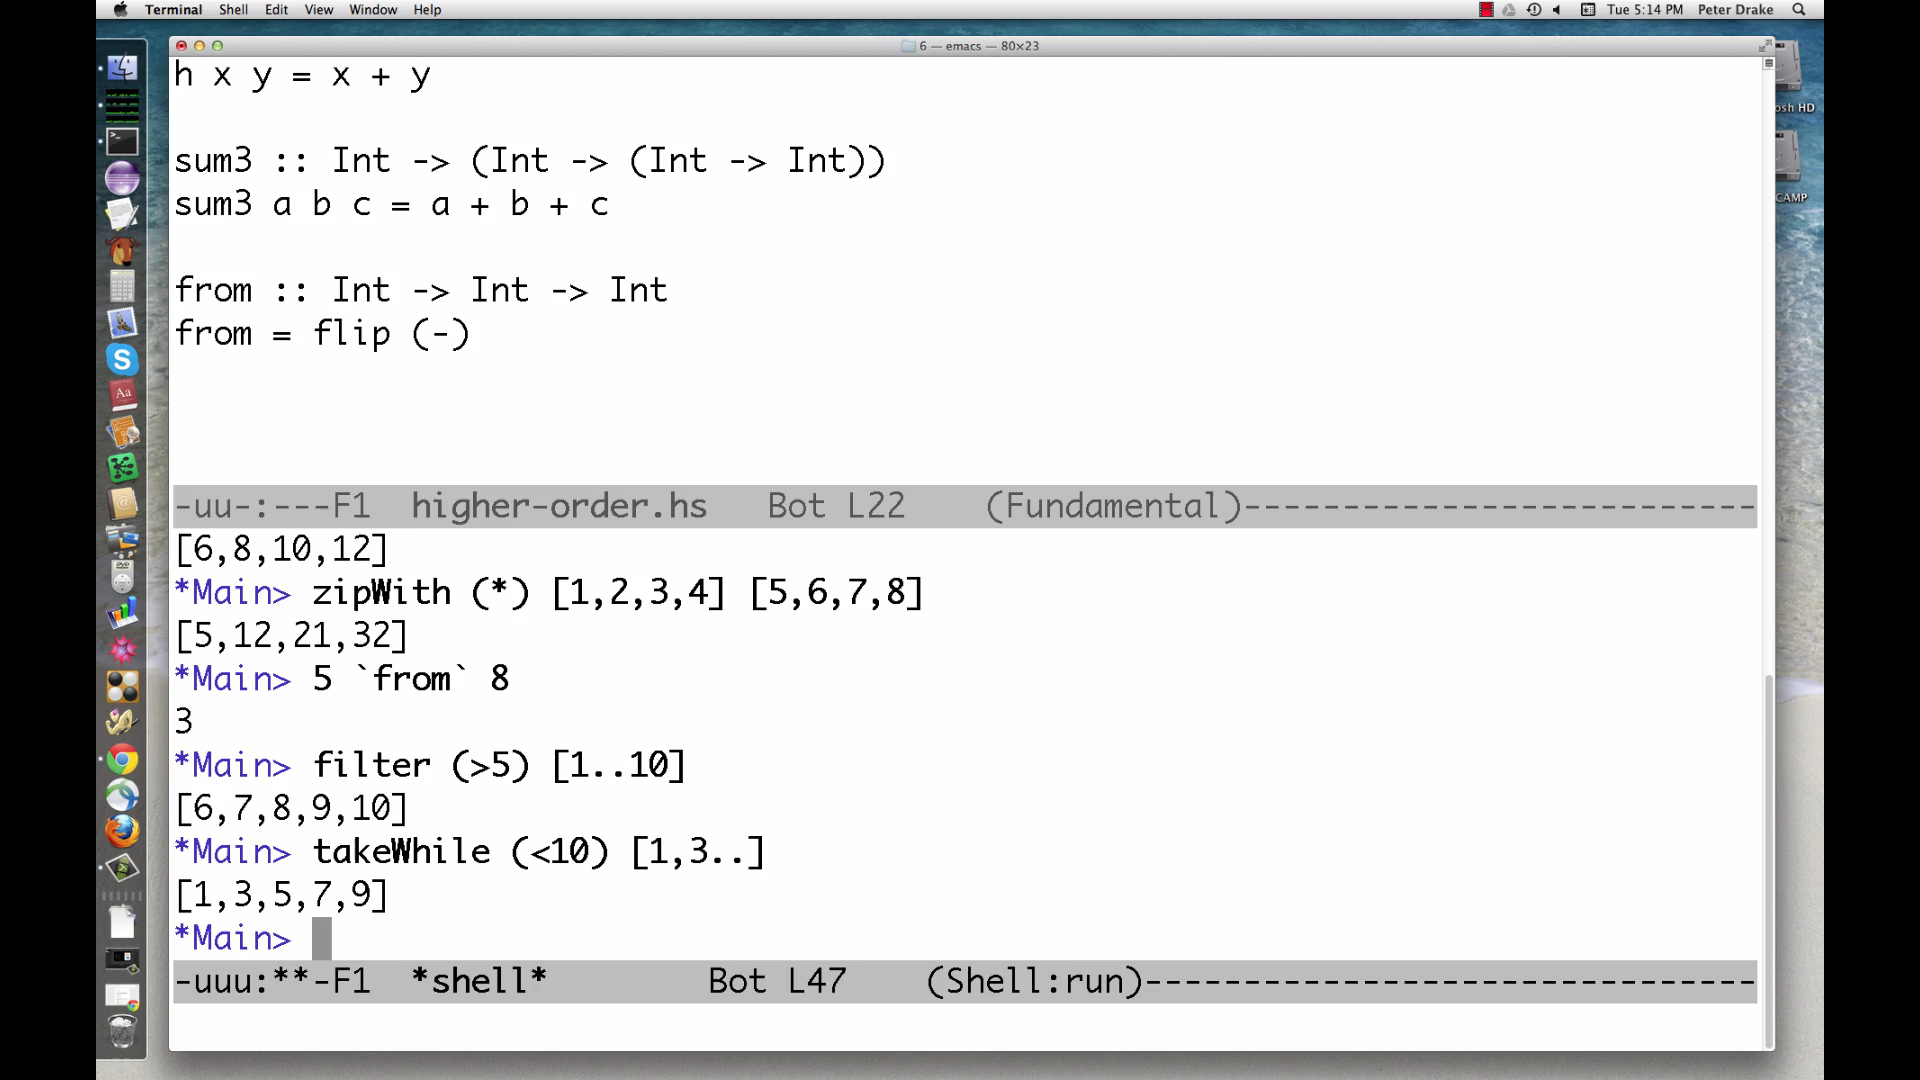 Terminal Shell Edit View Window Help Tue 5:14 PM Peter Drake
6 — emacs — 80×23
h x y = x + y
sum3 :: Int -> (Int -> (Int -> Int))
sum3 a b c = a + b + c
from :: Int -> Int -> Int
from = flip (-)
-uu-:---F1 higher-order.hs Bot L22 (Fundamental)--------------------------
[6,8,10,12]
*Main> zipWith (*) [1,2,3,4] [5,6,7,8]
[5,12,21,32]
*Main> 5 `from` 8
3
*Main> filter (>5) [1..10]
[6,7,8,9,10]
*Main> takeWhile (<10) [1,3..]
[1,3,5,7,9]
*Main>
-uuu:**-F1 *shell* Bot L47 (Shell:run)-------------------------------
osh HD
CAMP
Aa
S